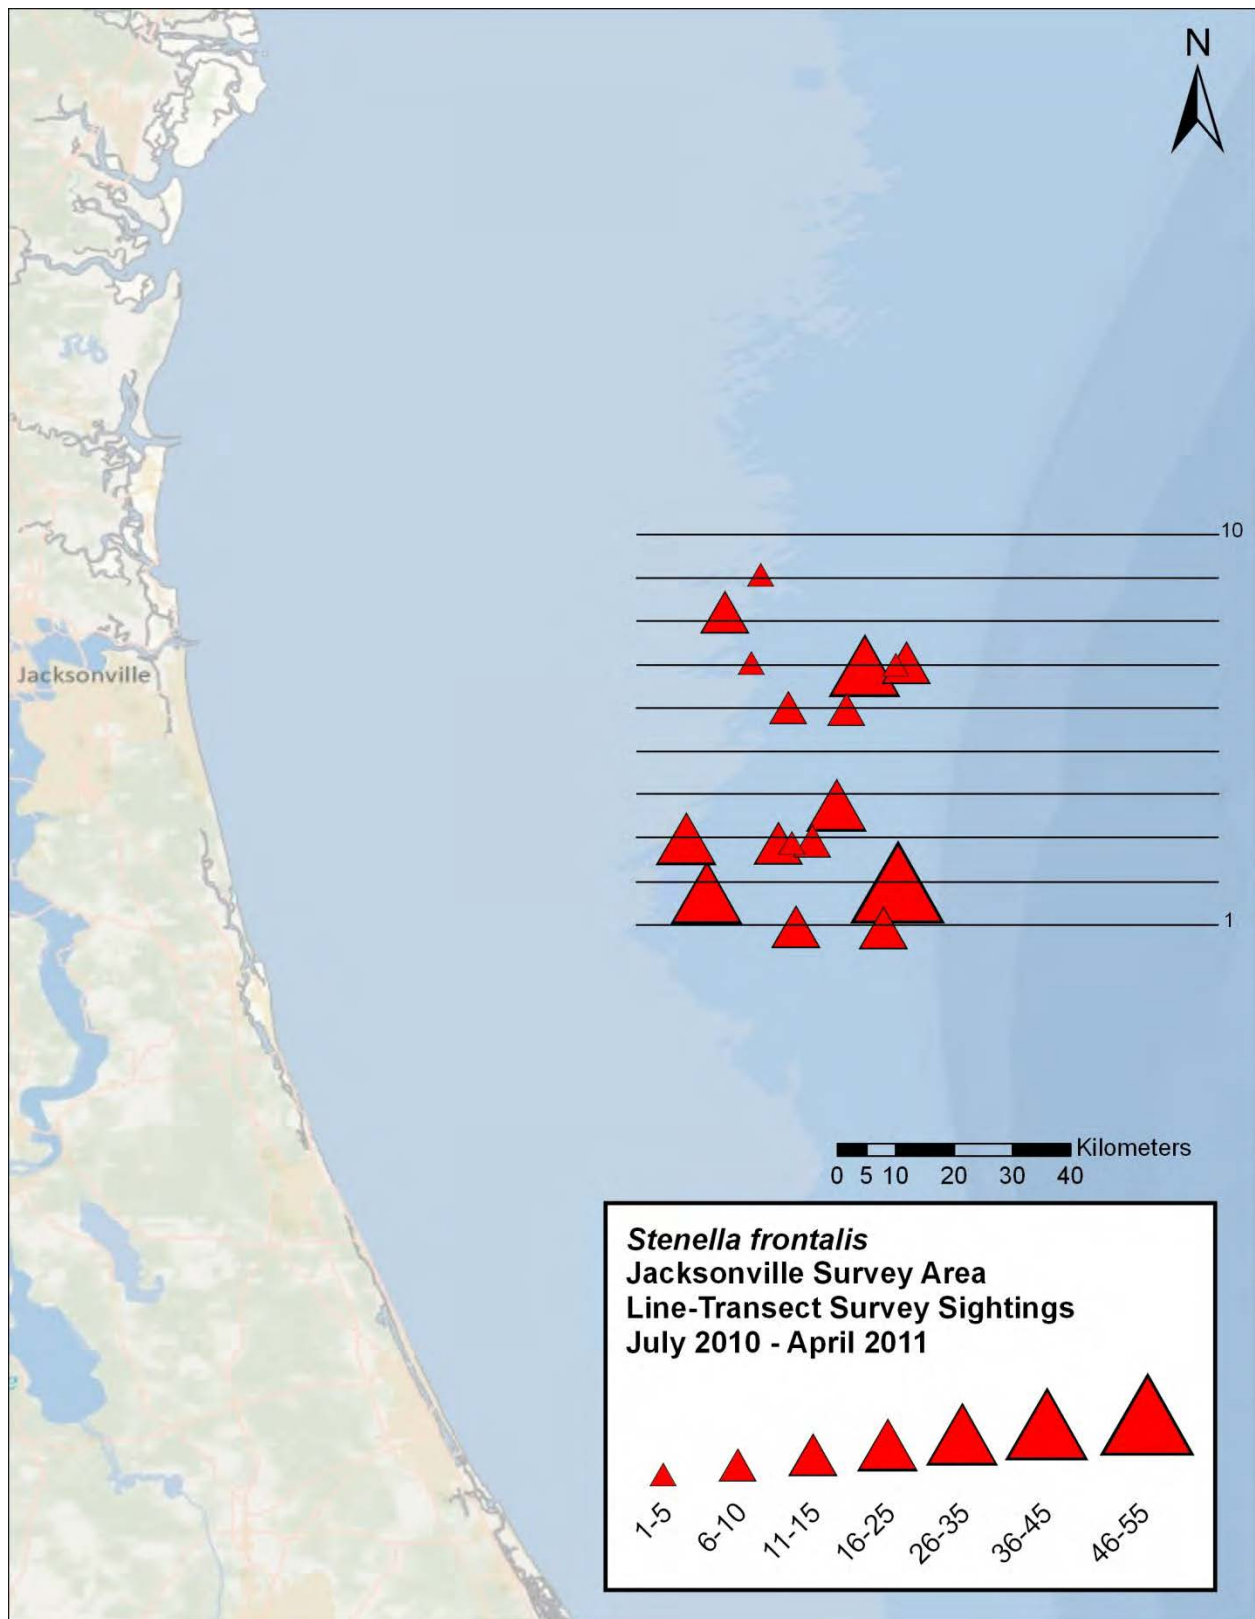 N
10
Jacksonville
1
Kilometers
0 5 10 20 30 40
Stenella frontalis
Jacksonville Survey Area
Line-Transect Survey Sightings
July 2010 - April 2011
1-5 6-10 11-15 16-25 26-35 36-45 46-55